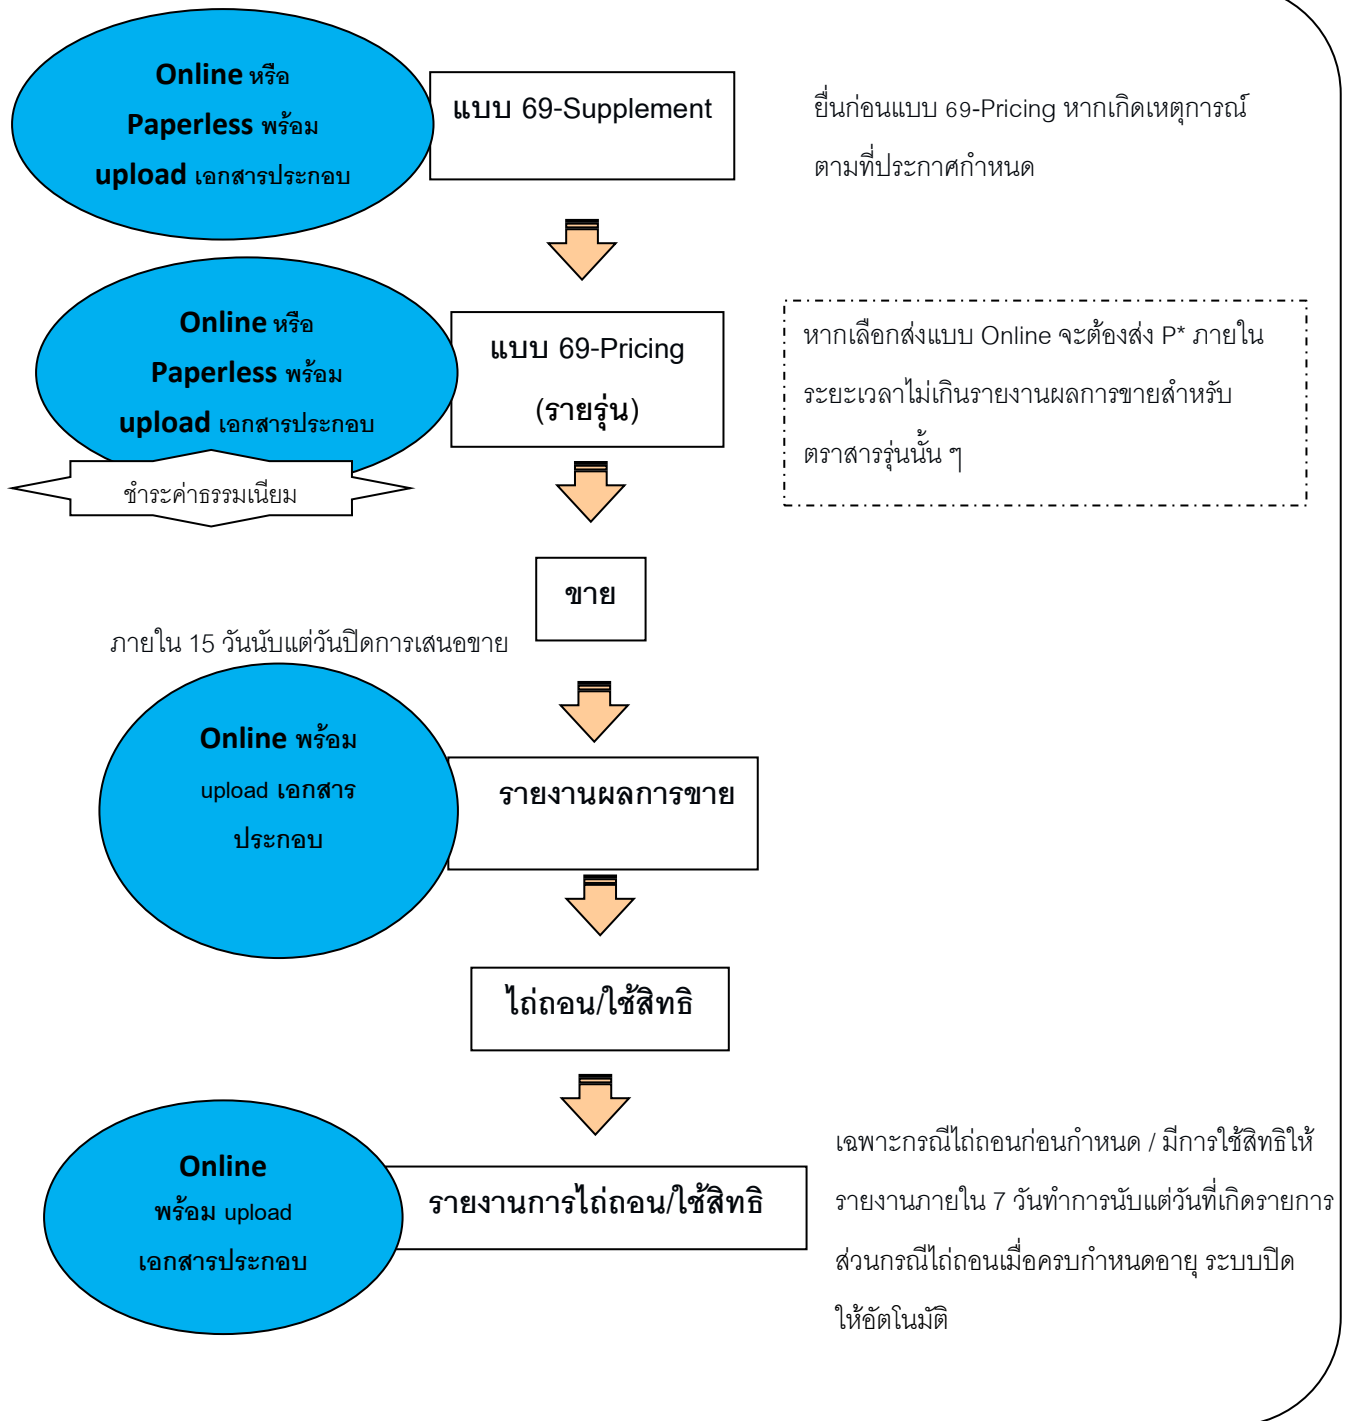 Online หรือ
Paperless พร้อม
upload เอกสารประกอบ
แบบ 69-Supplement
ยื่นก่อนแบบ 69-Pricing หากเกิดเหตุการณ์
ตามที่ประกาศกำหนด
Online หรือ
Paperless พร้อม
upload เอกสารประกอบ
ชำระค่าธรรมเนียม
แบบ 69-Pricing
(รายรุ่น)
หากเลือกส่งแบบ Online จะต้องส่ง P* ภายใน
ระยะเวลาไม่เกินรายงานผลการขายสำหรับ
ตราสารรุ่นนั้น ๆ
ขาย
ภายใน 15 วันนับแต่วันปิดการเสนอขาย
Online พร้อม
upload เอกสาร
ประกอบ
รายงานผลการขาย
ไถ่ถอน/ใช้สิทธิ
Online
พร้อม upload
เอกสารประกอบ
รายงานการไถ่ถอน/ใช้สิทธิ
เฉพาะกรณีไถ่ถอนก่อนกำหนด / มีการใช้สิทธิให้
รายงานภายใน 7 วันทำการนับแต่วันที่เกิดรายการ
ส่วนกรณีไถ่ถอนเมื่อครบกำหนดอายุ ระบบปิด
ให้อัตโนมัติ